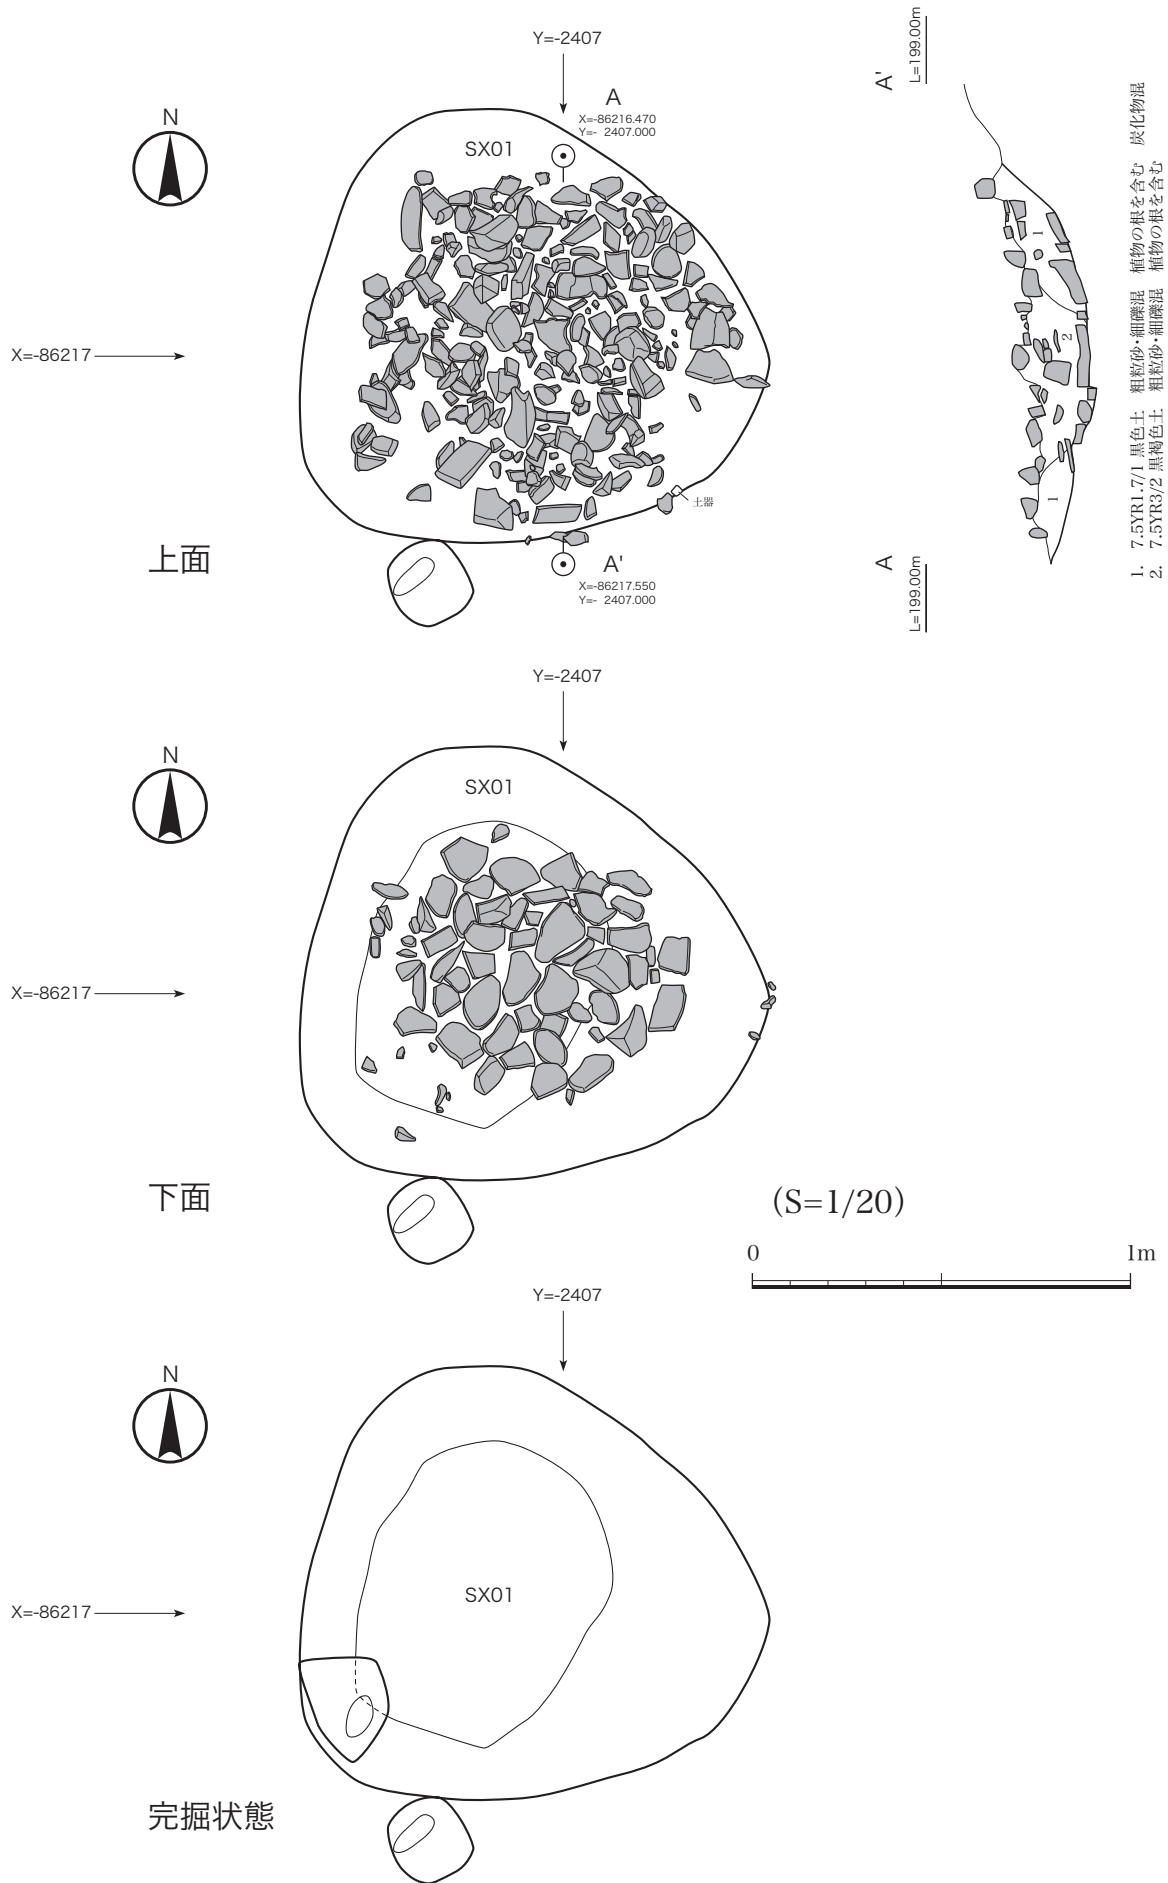 Y=-2407
N
A
X=-86216.470
Y=- 2407.000
SX01
X=-86217
土器
上面
A'
X=-86217.550
Y=- 2407.000
A'
L=199.00m
1
2
1
A
L=199.00m
1. 7.5YR1.7/1 黒色土 粗粒砂・細礫混 植物の根を含む 炭化物混
2. 7.5YR3/2 黒褐色土 粗粒砂・細礫混 植物の根を含む
Y=-2407
N
SX01
X=-86217
下面
(S=1/20)
0 1m
Y=-2407
N
SX01
X=-86217
完掘状態